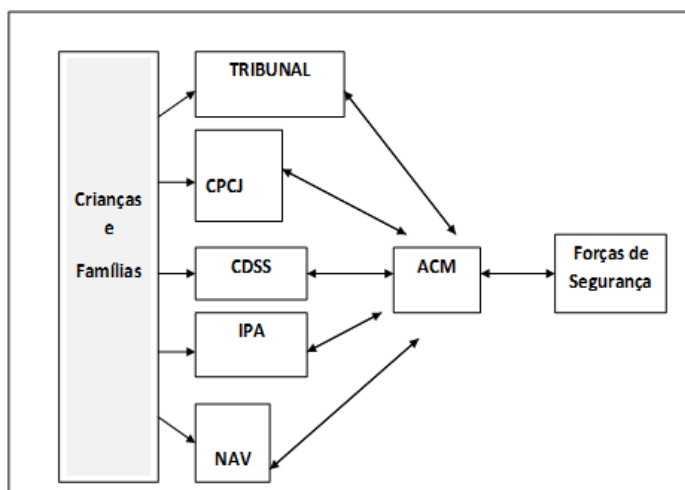 Crianças
e
Famílias
TRIBUNAL
CPCJ
CDSS
IPA
NAV
ACM
Forças de
Segurança